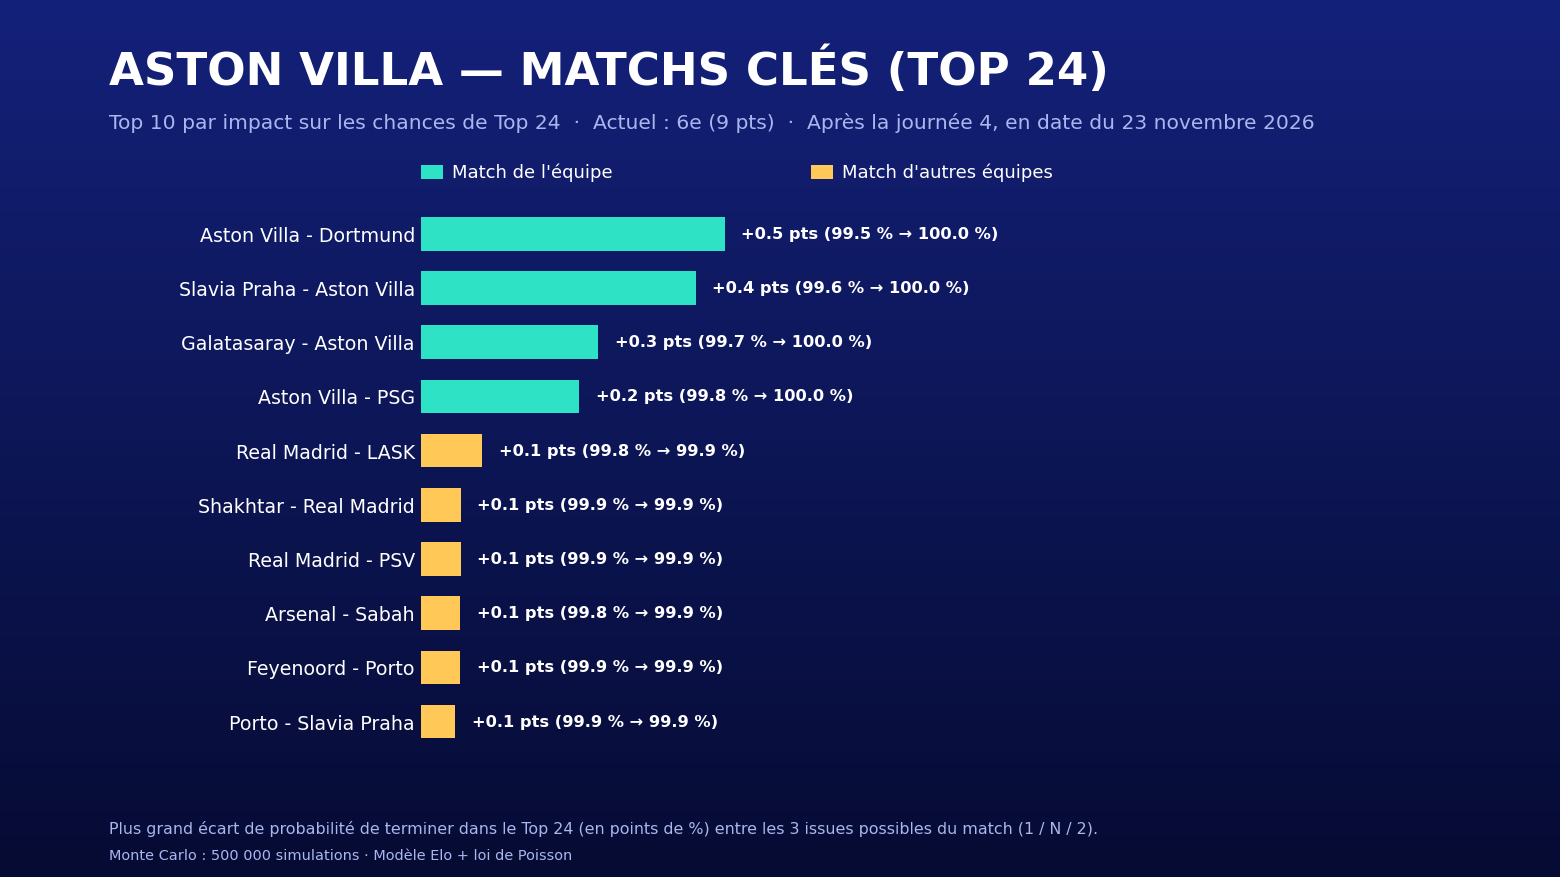 ASTON VILLA — MATCHS CLÉS (TOP 24)
Top 10 par impact sur les chances de Top 24 · Actuel : 6e (9 pts) · Après la journée 4, en date du 23 novembre 2026
Match de l'équipe Match d'autres équipes
Aston Villa - Dortmund +0.5 pts (99.5 % → 100.0 %)
Slavia Praha - Aston Villa +0.4 pts (99.6 % → 100.0 %)
Galatasaray - Aston Villa +0.3 pts (99.7 % → 100.0 %)
Aston Villa - PSG +0.2 pts (99.8 % → 100.0 %)
Real Madrid - LASK +0.1 pts (99.8 % → 99.9 %)
Shakhtar - Real Madrid +0.1 pts (99.9 % → 99.9 %)
Real Madrid - PSV +0.1 pts (99.9 % → 99.9 %)
Arsenal - Sabah +0.1 pts (99.8 % → 99.9 %)
Feyenoord - Porto +0.1 pts (99.9 % → 99.9 %)
Porto - Slavia Praha +0.1 pts (99.9 % → 99.9 %)
Plus grand écart de probabilité de terminer dans le Top 24 (en points de %) entre les 3 issues possibles du match (1 / N / 2).
Monte Carlo : 500 000 simulations · Modèle Elo + loi de Poisson